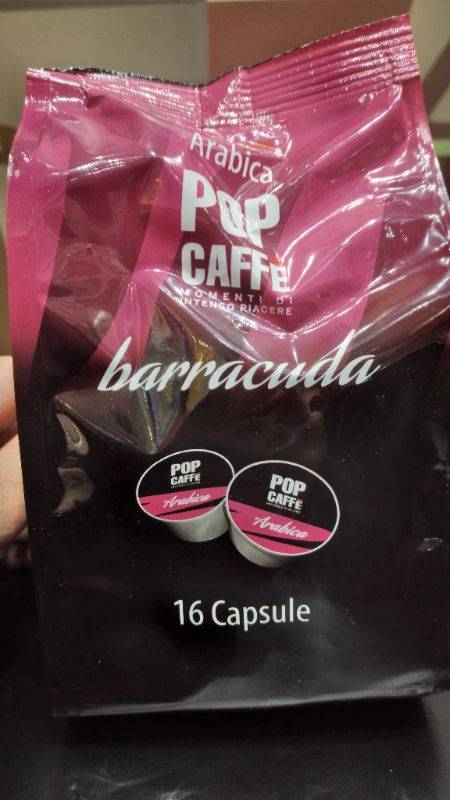 Arabica
POP
CAFFÈ
MOMENTI DI
INTENSO PIACERE
barracuda
POP
CAFFÈ
Arabica
POP
CAFFÈ
Arabica
16 Capsule